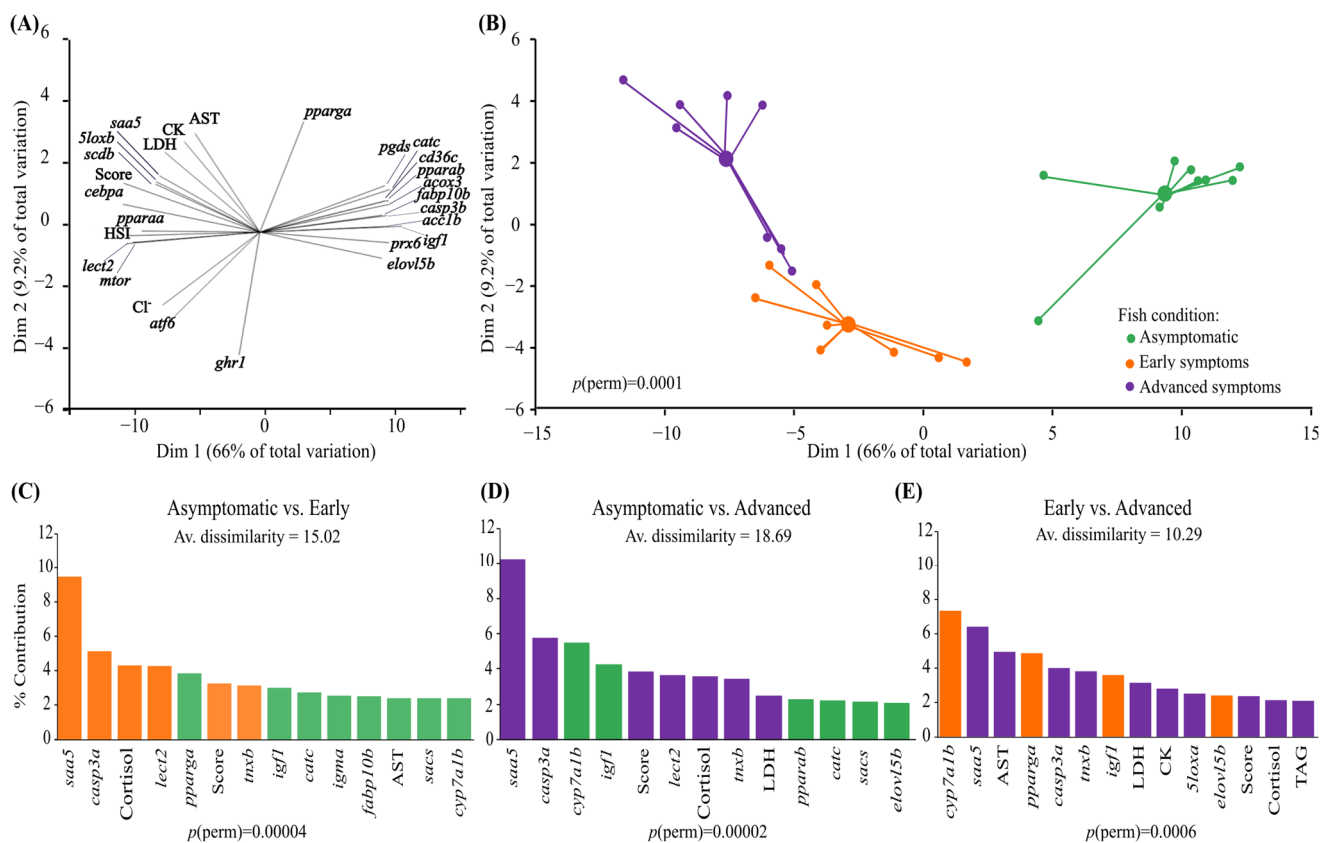 (A)
6
4
2
0
−2
−4
−6
Dim 2 (9.2% of total variation)
−10
0
10
Dim 1 (66% of total variation)
saa5
5loxb
scdb
LDH
CK
AST
Score
cebpa
pparaa
HSI
lect2
mtor
Cl-
atf6
ghr1
pparga
pgds
catc
cd36c
pparab
acox3
fabp10b
casp3b
acc1b
prx6
igf1
elovl5b
(B)
6
4
2
0
−2
−4
−6
Dim 2 (9.2% of total variation)
−15
−10
−5
0
5
10
15
Dim 1 (66% of total variation)
p(perm)=0.0001
Fish condition:
Asymptomatic
Early symptoms
Advanced symptoms
(C)
Asymptomatic vs. Early
Av. dissimilarity = 15.02
% Contribution
12
10
8
6
4
2
0
saa5
casp3a
Cortisol
lect2
pparga
Score
tnxb
igf1
catc
igma
fabp10b
AST
sacs
cyp7a1b
p(perm)=0.00004
(D)
Asymptomatic vs. Advanced
Av. dissimilarity = 18.69
12
10
8
6
4
2
0
saa5
casp3a
cyp7a1b
igf1
Score
lect2
Cortisol
tnxb
LDH
pparab
catc
sacs
elovl5b
p(perm)=0.00002
(E)
Early vs. Advanced
Av. dissimilarity = 10.29
12
10
8
6
4
2
0
cyp7a1b
saa5
AST
pparga
casp3a
tnxb
igf1
LDH
CK
5loxa
elovl5b
Score
Cortisol
TAG
p(perm)=0.0006